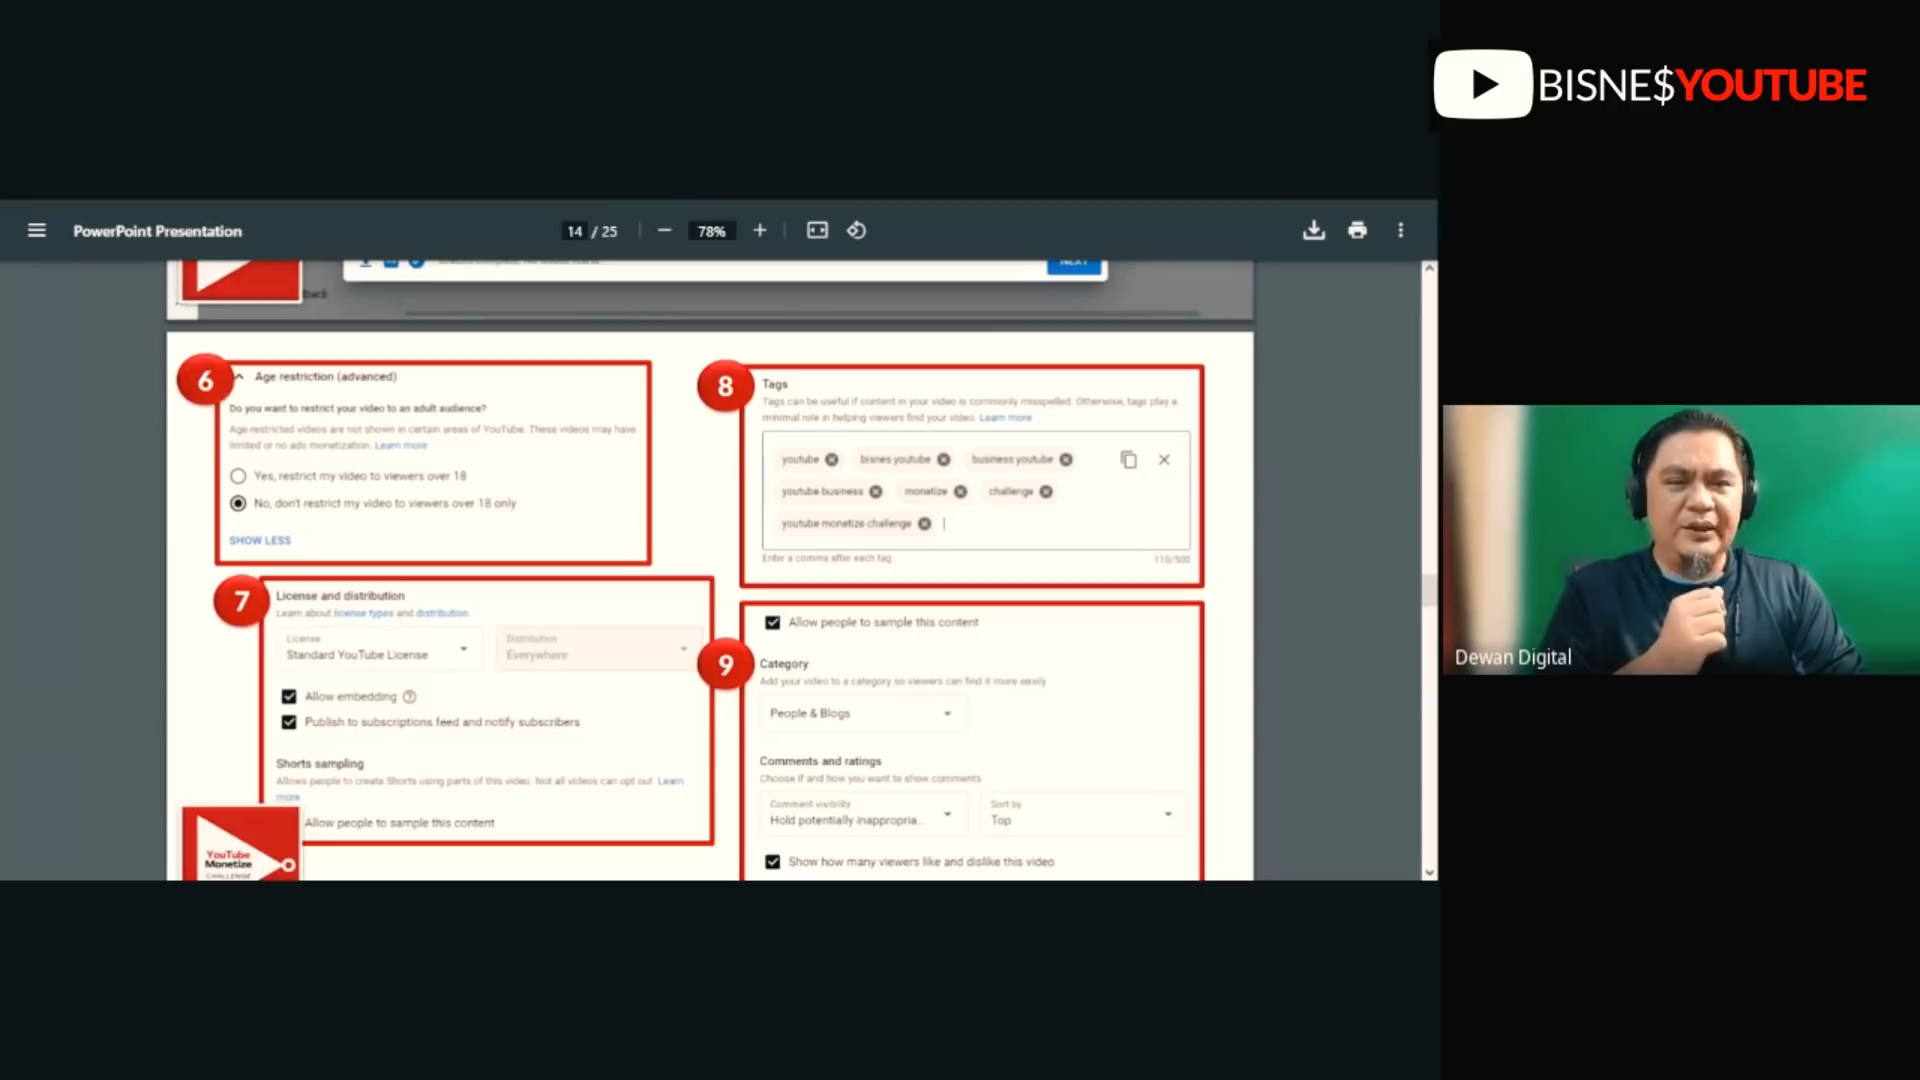 BISNE$YOUTUBE
PowerPoint Presentation
14 / 25
78%
NEXT
back
6
Age restriction (advanced)
Do you want to restrict your video to an adult audience?
Age-restricted videos are not shown in certain areas of YouTube. These videos may have
limited or no ads monetization. Learn more
Yes, restrict my video to viewers over 18
No, don't restrict my video to viewers over 18 only
SHOW LESS
7
License and distribution
Learn about license types and distribution.
License
Standard YouTube License
Distribution
Everywhere
Allow embedding
Publish to subscriptions feed and notify subscribers
Shorts sampling
Allows people to create Shorts using parts of this video. Not all videos can opt out. Learn
more
Allow people to sample this content
YouTube
Monetize
CHALLENGE
8
Tags
Tags can be useful if content in your video is commonly misspelled. Otherwise, tags play a
minimal role in helping viewers find your video. Learn more
youtube bisnes youtube business youtube
youtube business monetize challenge
youtube monetize challenge
Enter a comma after each tag
110/500
9
Allow people to sample this content
Category
Add your video to a category so viewers can find it more easily
People & Blogs
Comments and ratings
Choose if and how you want to show comments
Comment visibility
Hold potentially inappropria...
Sort by
Top
Show how many viewers like and dislike this video
Dewan Digital